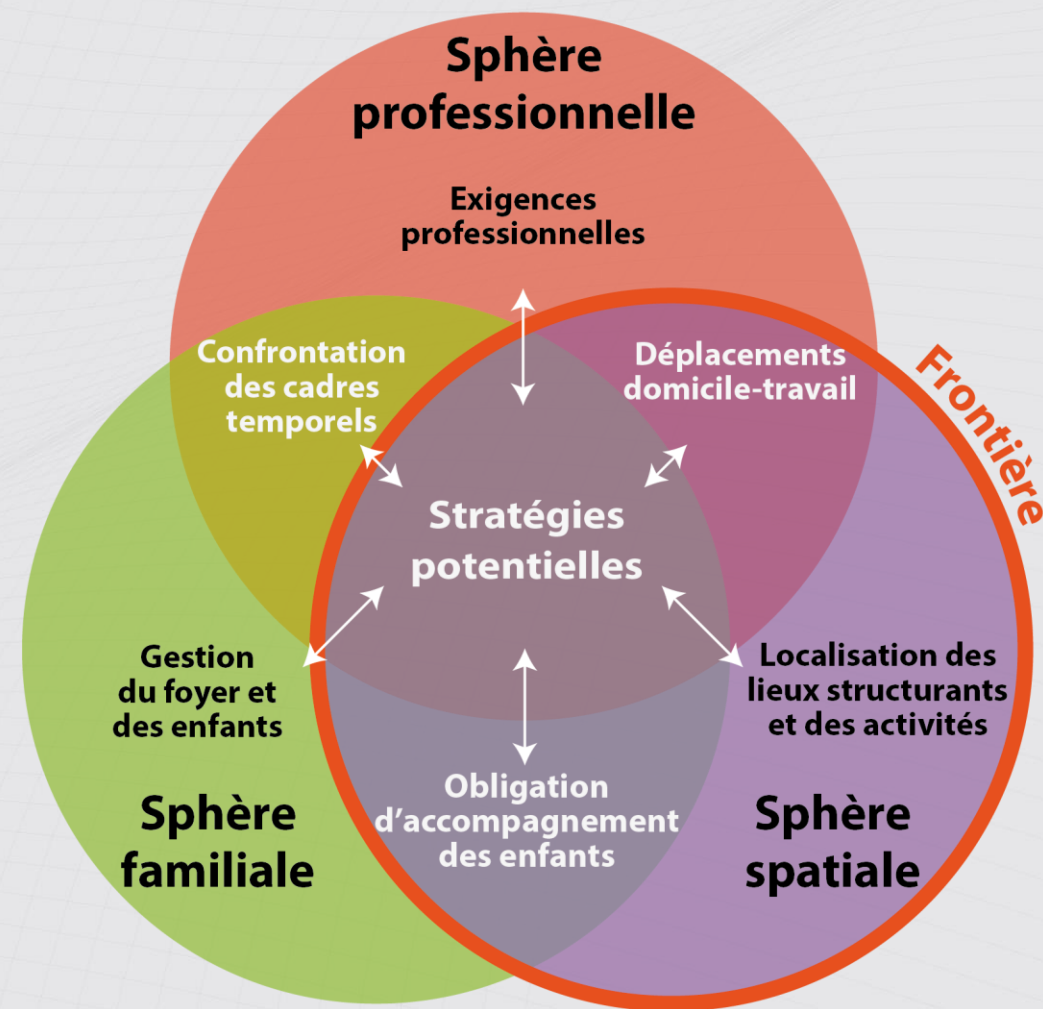 Sphère
professionnelle
Exigences
professionnelles
Confrontation
des cadres
temporels
Déplacements
domicile-travail
Frontière
Stratégies
potentielles
Gestion
du foyer et
des enfants
Localisation des
lieux structurants
et des activités
Obligation
d’accompagnement
des enfants
Sphère
familiale
Sphère
spatiale